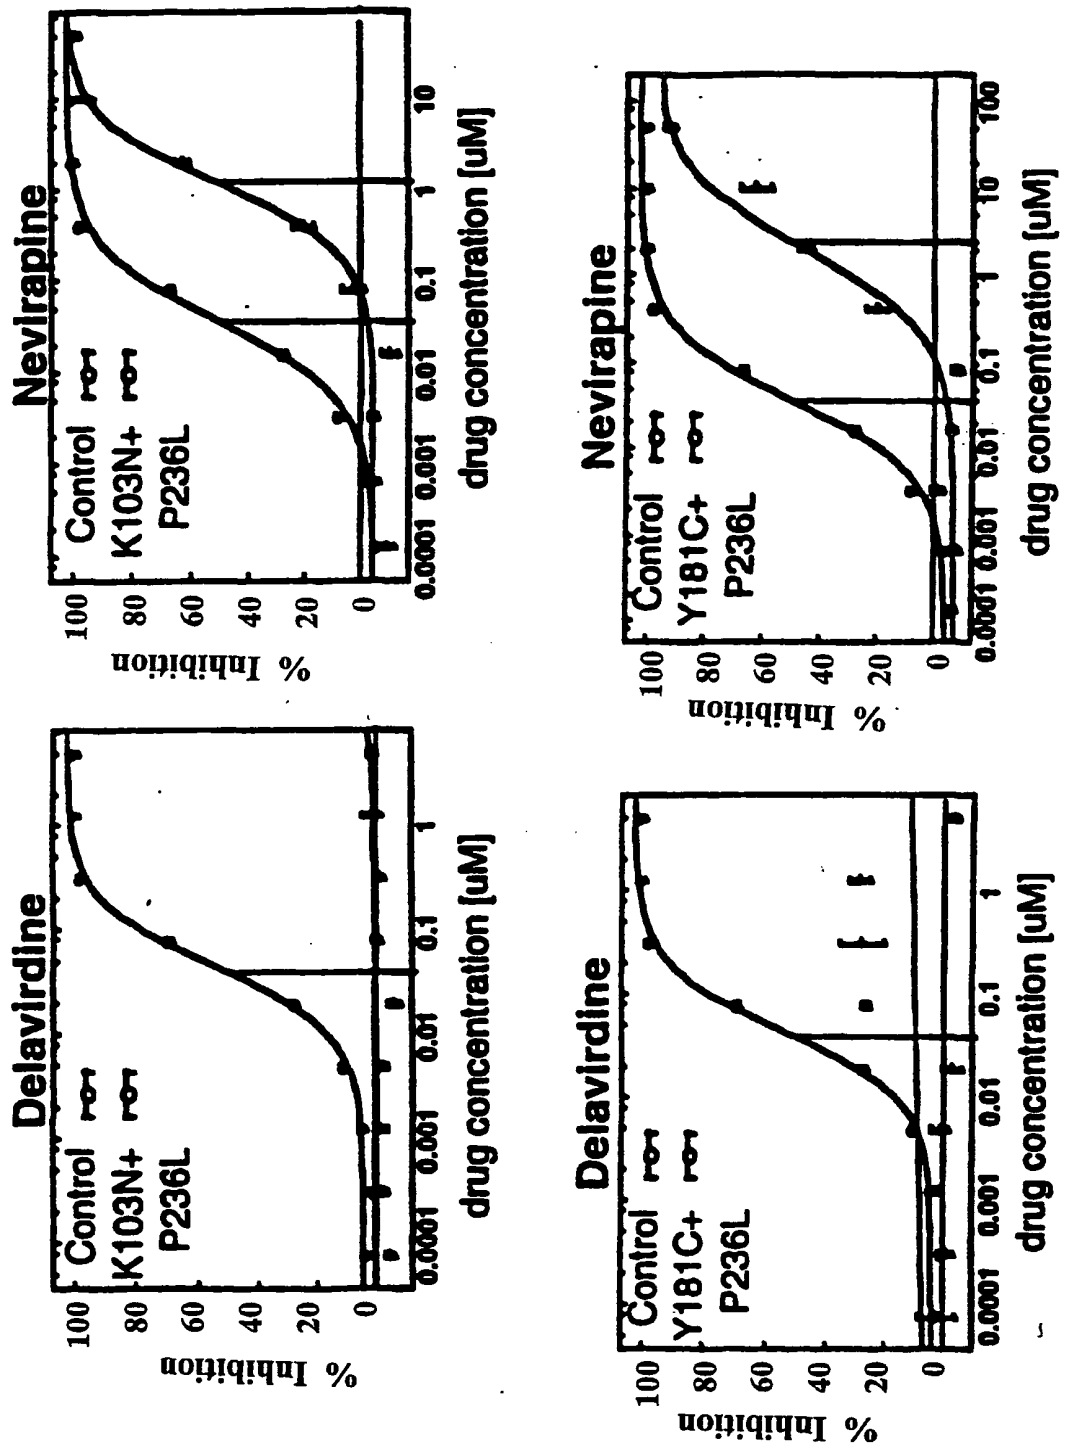 Delavirdine
Control
K103N+
P236L
% Inhibition
100
80
60
40
20
0
0.0001 0.001 0.01 0.1 1
drug concentration [uM]
Nevirapine
Control
K103N+
P236L
% Inhibition
100
80
60
40
20
0
0.0001 0.001 0.01 0.1 1 10
drug concentration [uM]
Delavirdine
Control
Y181C+
P236L
% Inhibition
100
80
60
40
20
0
0.0001 0.001 0.01 0.1 1
drug concentration [uM]
Nevirapine
Control
Y181C+
P236L
% Inhibition
100
80
60
40
20
0
0.0001 0.001 0.01 0.1 1 10 100
drug concentration [uM]